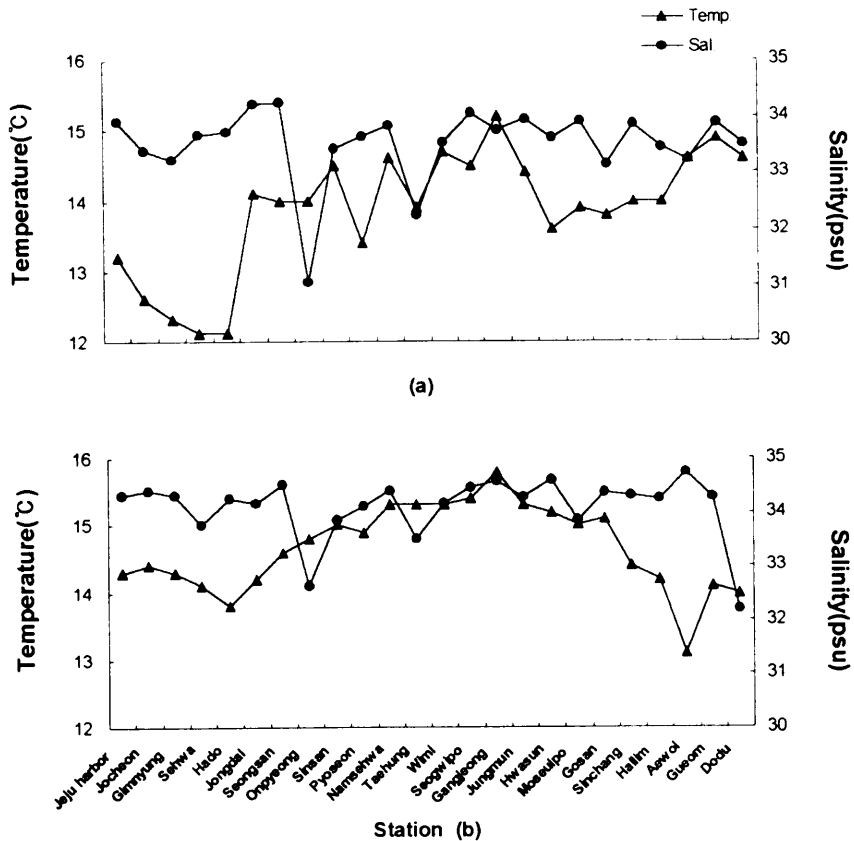 Temp
Sal
Temperature(℃)
16
15
14
13
12
35
34
33
32
31
30
Salinity(psu)
(a)
Temperature(℃)
16
15
14
13
12
35
34
33
32
31
30
Salinity(psu)
Jeju harbor
Jocheon
Gimnyung
Sehwa
Hado
Jongdal
Seongsan
Onpyeong
Sinsan
Pyoseon
Namsehwa
Taehung
Wimi
Seogwipo
Gangjeong
Jungmun
Hwasun
Moseulpo
Gosan
Sinchang
Hallim
Aewol
Gueom
Dodu
Station (b)